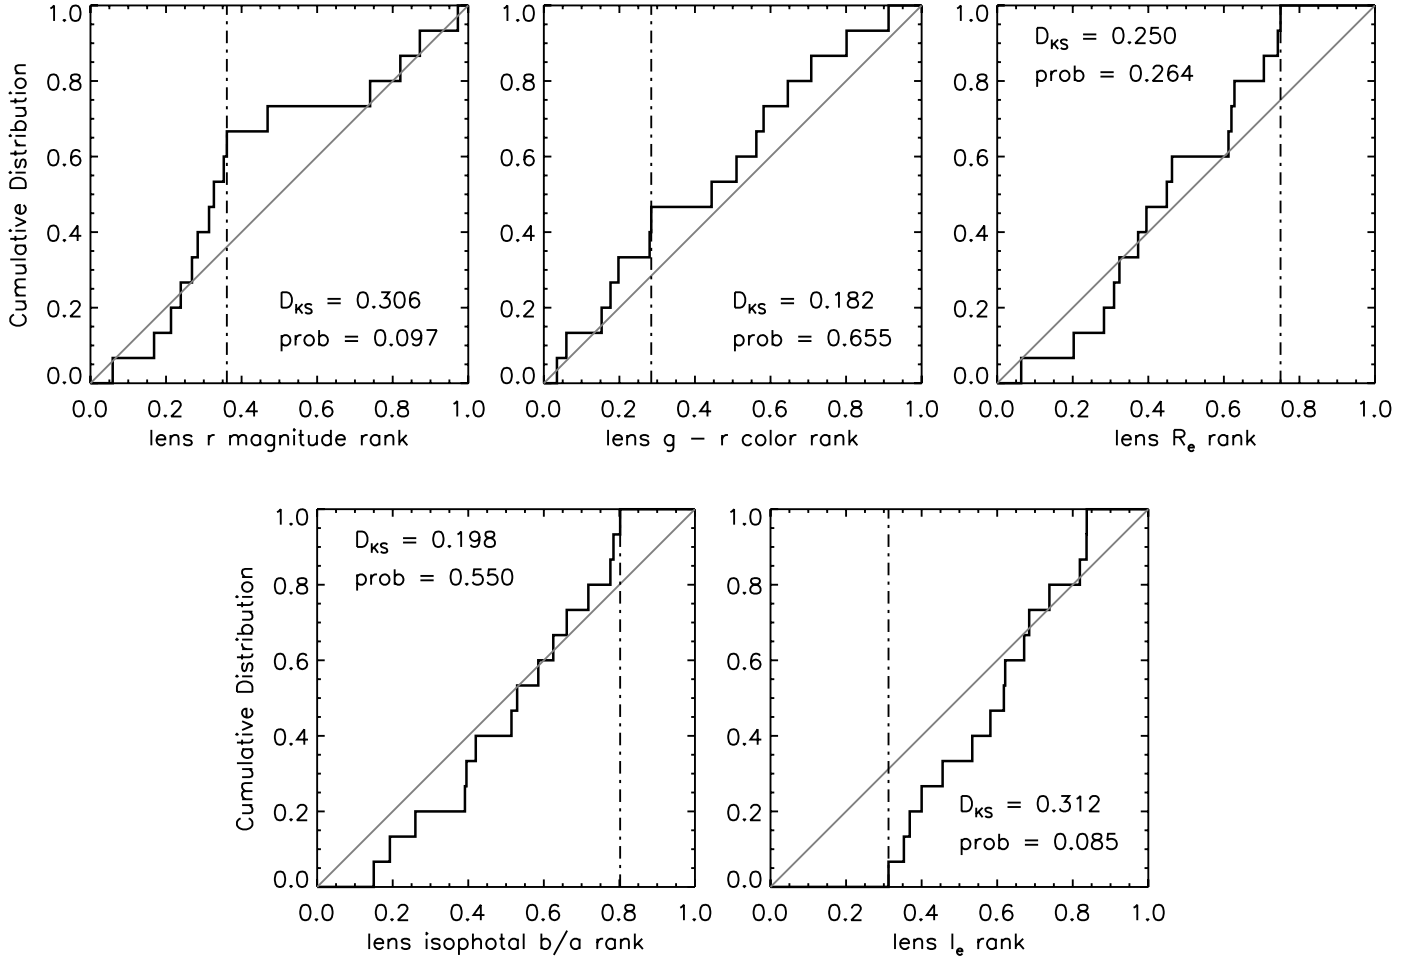 Cumulative Distribution
1.0
0.8
0.6
0.4
0.2
0.0
D_KS = 0.306
prob = 0.097
0.0 0.2 0.4 0.6 0.8 1.0
lens r magnitude rank
1.0
0.8
0.6
0.4
0.2
0.0
D_KS = 0.182
prob = 0.655
0.0 0.2 0.4 0.6 0.8 1.0
lens g − r color rank
1.0
0.8
0.6
0.4
0.2
0.0
D_KS = 0.250
prob = 0.264
0.0 0.2 0.4 0.6 0.8 1.0
lens R_e rank
Cumulative Distribution
1.0
0.8
0.6
0.4
0.2
0.0
D_KS = 0.198
prob = 0.550
0.0 0.2 0.4 0.6 0.8 1.0
lens isophotal b/a rank
1.0
0.8
0.6
0.4
0.2
0.0
D_KS = 0.312
prob = 0.085
0.0 0.2 0.4 0.6 0.8 1.0
lens I_e rank